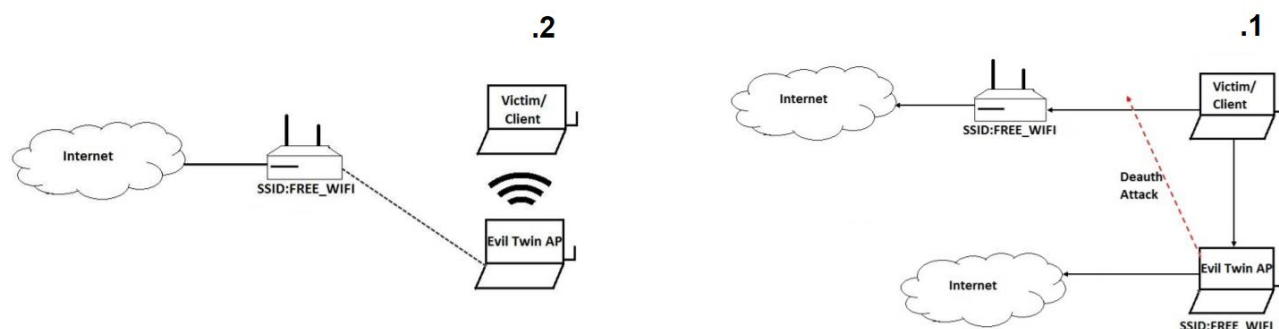 .2
Victim/
Client
Internet
SSID:FREE_WIFI
Evil Twin AP
.1
Internet
Victim/
Client
SSID:FREE_WIFI
Deauth
Attack
Evil Twin AP
Internet
SSID:FREE_WIFI